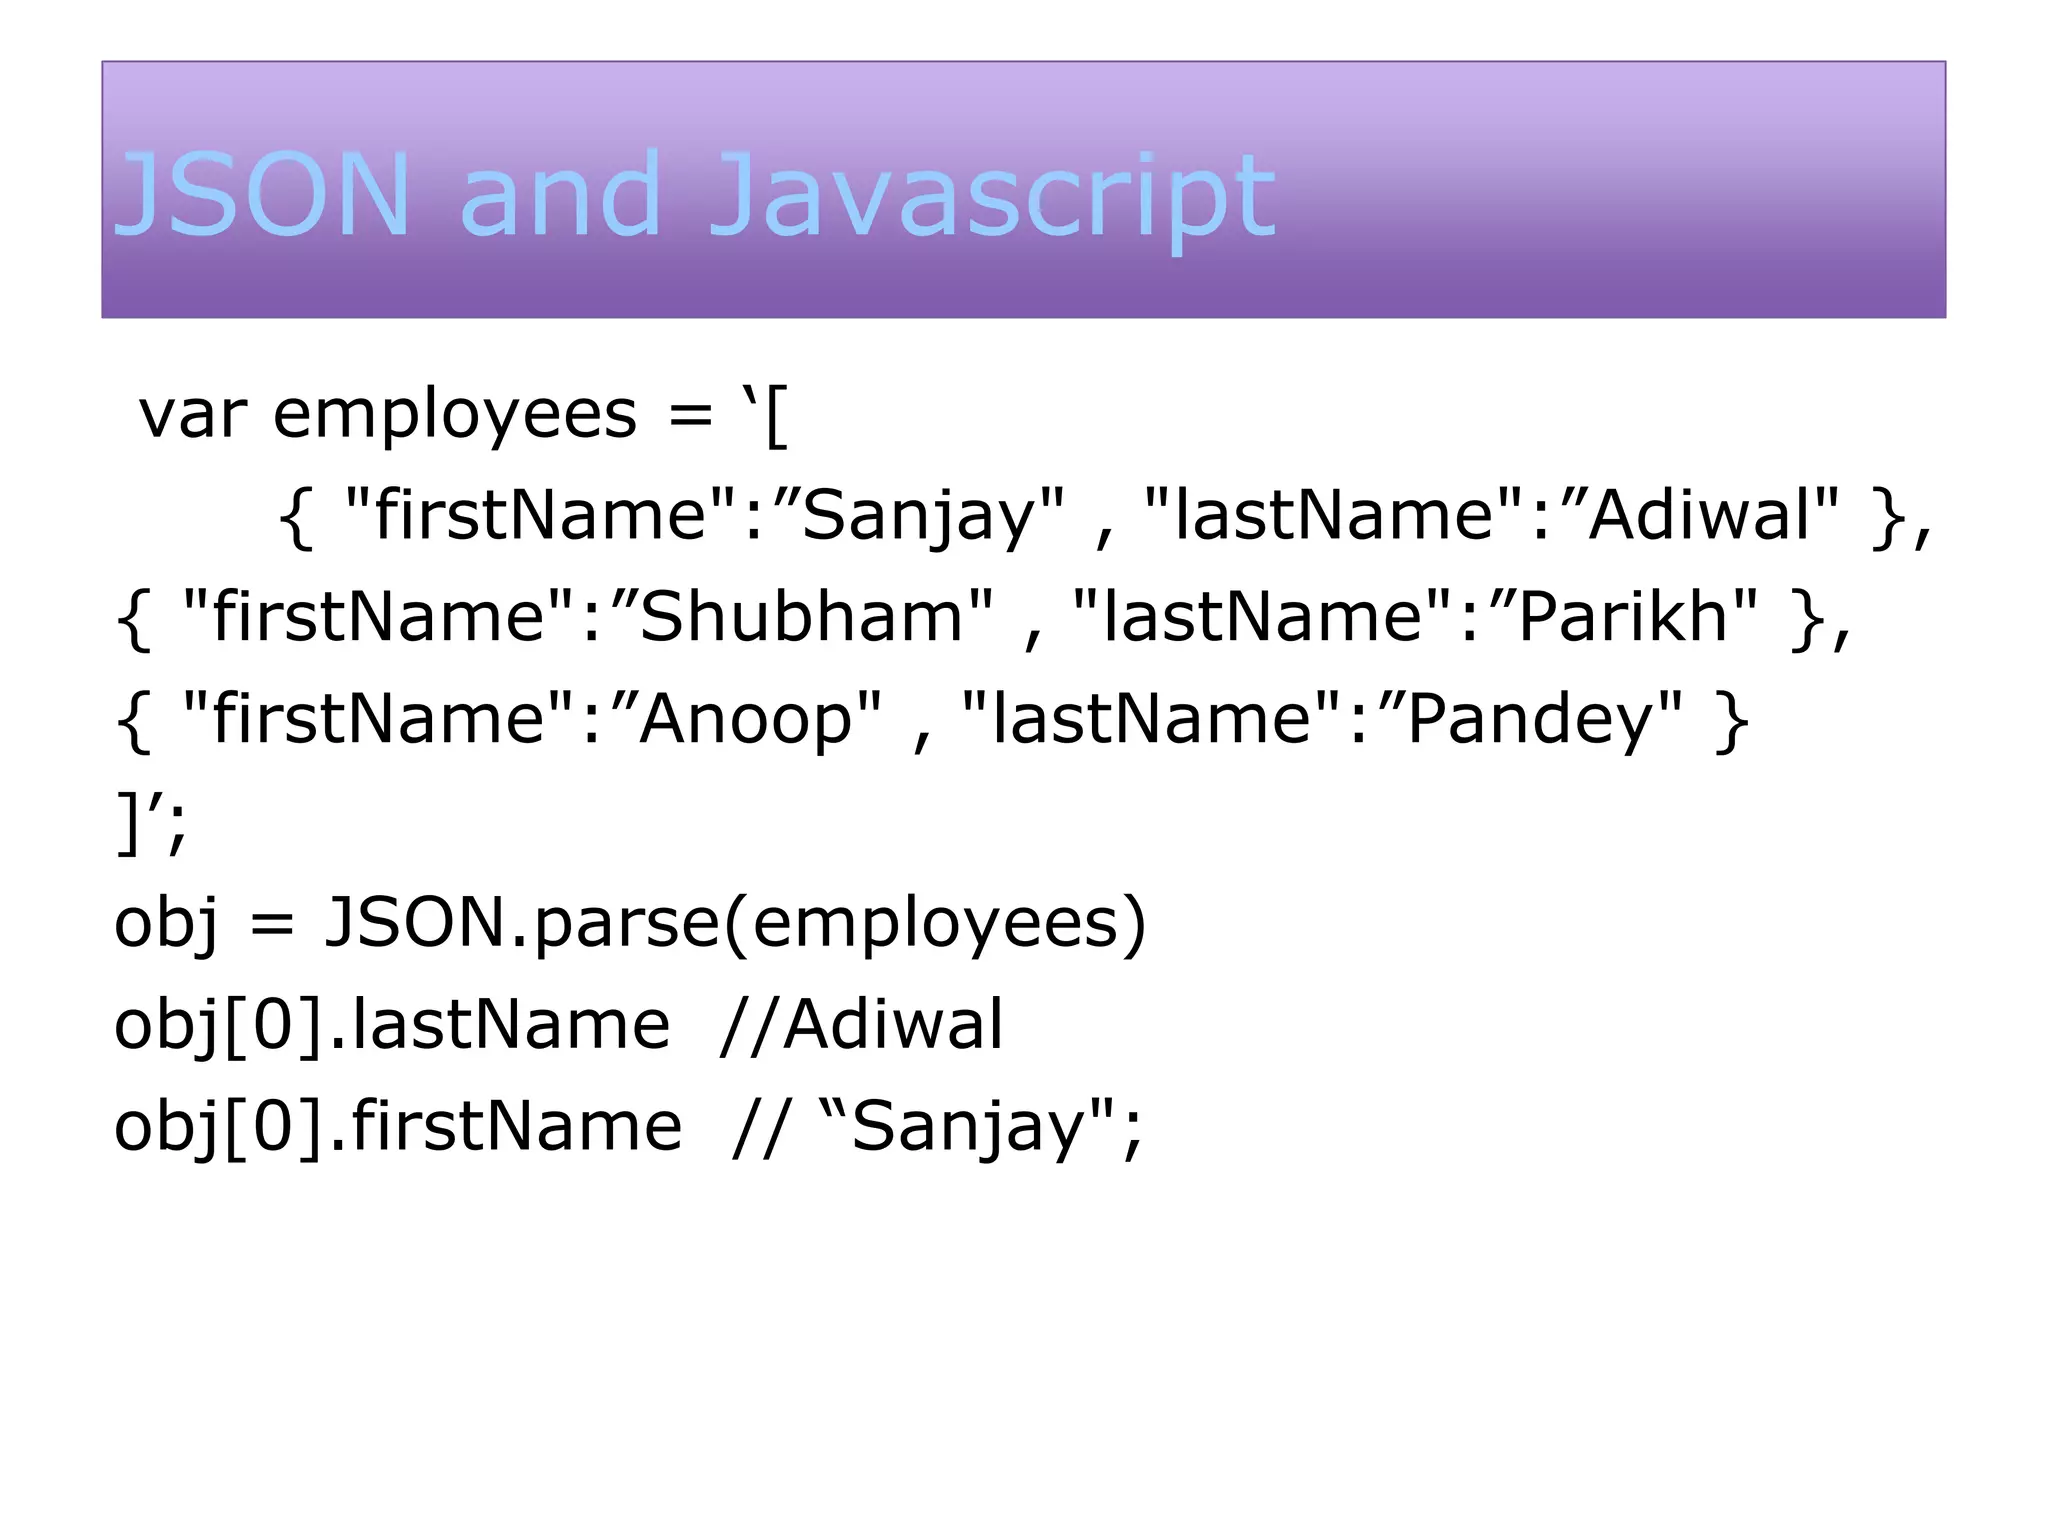 JSON and Javascript
var employees = ‘[
{ "firstName":”Sanjay" , "lastName":”Adiwal" },
{ "firstName":”Shubham" , "lastName":”Parikh" },
{ "firstName":”Anoop" , "lastName":”Pandey" }
]’;
obj = JSON.parse(employees)
obj[0].lastName  //Adiwal
obj[0].firstName  // “Sanjay";